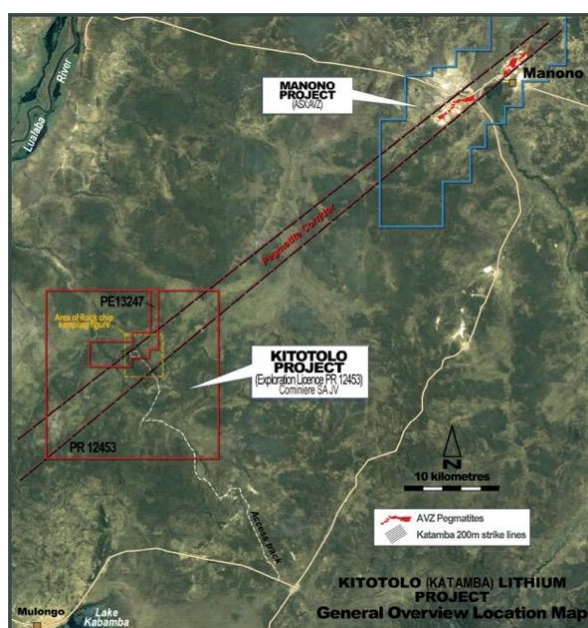 Lualaba
River
MANONO
PROJECT
(ASX:AVZ)
Manono
Pegmatite Corridor
PE13247
Area of Rock chip
sampling figure
KITOTOLO
PROJECT
(Exploration Licence PR 12453)
Cominiere SA JV
PR 12453
N
10 kilometres
AVZ Pegmatites
Katamba 200m strike lines
Access track
KITOTOLO (KATAMBA) LITHIUM
PROJECT
General Overview Location Map
Mulongo
Lake
Kabamba